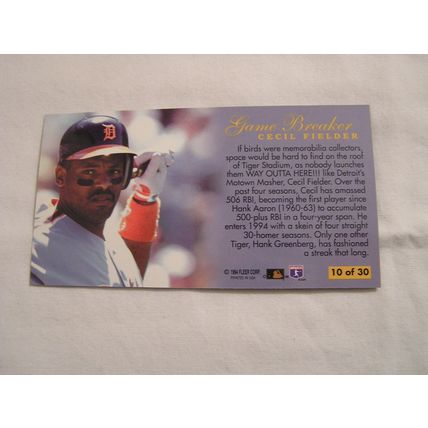 Game Breaker
CECIL FIELDER
If birds were memorabilia collectors,
space would be hard to find on the roof
of Tiger Stadium, as nobody launches
them WAY OUTTA HERE!!! like Detroit's
Motown Masher, Cecil Fielder. Over the
past four seasons, Cecil has amassed
506 RBI, becoming the first player since
Hank Aaron (1960-63) to accumulate
500-plus RBI in a four-year span. He
enters 1994 with a skein of four straight
30-homer seasons. Only one other
Tiger, Hank Greenberg, has fashioned
a streak that long.
© 1994 FLEER CORP.
PRINTED IN USA
10 of 30
D